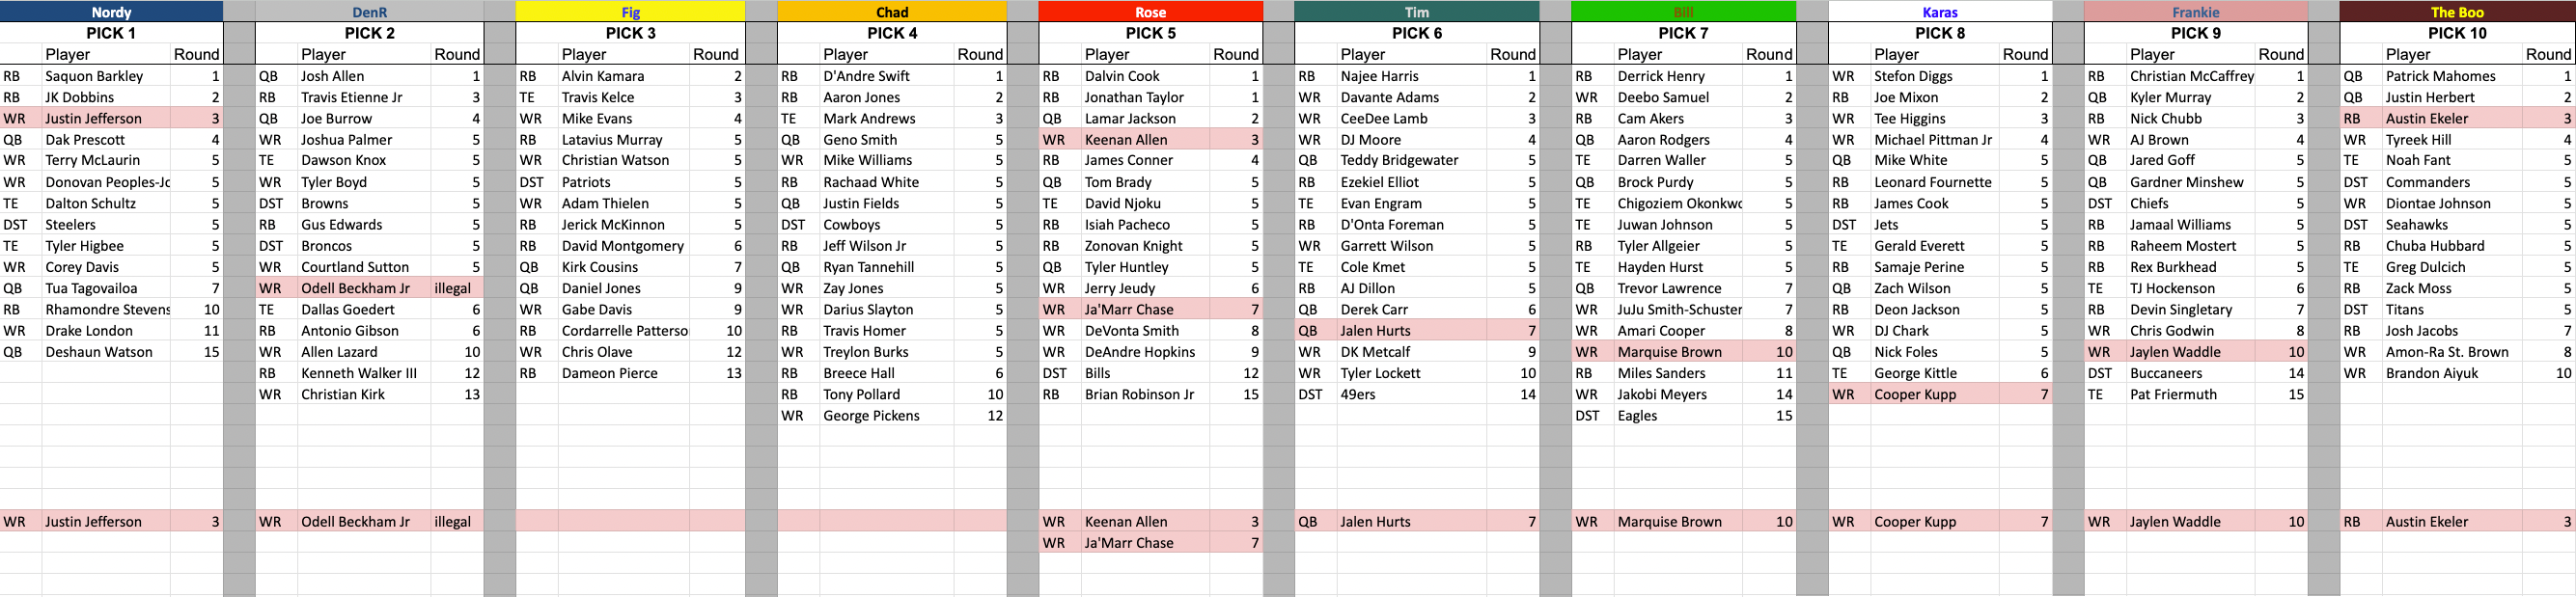 Nordy DenR Fig Chad Rose Tim Bill Karas Frankie The Boo
PICK 1 PICK 2 PICK 3 PICK 4 PICK 5 PICK 6 PICK 7 PICK 8 PICK 9 PICK 10
Player Round Player Round Player Round Player Round Player Round Player Round Player Round Player Round Player Round Player Round
RB Saquon Barkley 1 QB Josh Allen 1 RB Alvin Kamara 2 RB D'Andre Swift 1 RB Dalvin Cook 1 RB Najee Harris 1 RB Derrick Henry 1 WR Stefon Diggs 1 RB Christian McCaffrey 1 QB Patrick Mahomes 1
RB JK Dobbins 2 RB Travis Etienne Jr 3 TE Travis Kelce 3 RB Aaron Jones 2 RB Jonathan Taylor 1 WR Davante Adams 2 WR Deebo Samuel 2 RB Joe Mixon 2 QB Kyler Murray 2 QB Justin Herbert 2
WR Justin Jefferson 3 QB Joe Burrow 4 WR Mike Evans 4 TE Mark Andrews 3 QB Lamar Jackson 2 WR CeeDee Lamb 3 RB Cam Akers 3 WR Tee Higgins 3 RB Nick Chubb 3 RB Austin Ekeler 3
QB Dak Prescott 4 WR Joshua Palmer 5 RB Latavius Murray 5 QB Geno Smith 5 WR Keenan Allen 3 WR DJ Moore 4 QB Aaron Rodgers 4 WR Michael Pittman Jr 4 WR AJ Brown 4 WR Tyreek Hill 4
WR Terry McLaurin 5 TE Dawson Knox 5 WR Christian Watson 5 WR Mike Williams 5 RB James Conner 4 QB Teddy Bridgewater 5 TE Darren Waller 5 QB Mike White 5 QB Jared Goff 5 TE Noah Fant 5
WR Donovan Peoples-Jc 5 WR Tyler Boyd 5 DST Patriots 5 RB Rachaad White 5 QB Tom Brady 5 RB Ezekiel Elliot 5 QB Brock Purdy 5 RB Leonard Fournette 5 QB Gardner Minshew 5 DST Commanders 5
TE Dalton Schultz 5 DST Browns 5 WR Adam Thielen 5 QB Justin Fields 5 TE David Njoku 5 TE Evan Engram 5 TE Chigoziem Okonkwo 5 RB James Cook 5 DST Chiefs 5 WR Diontae Johnson 5
DST Steelers 5 RB Gus Edwards 5 RB Jerick McKinnon 5 DST Cowboys 5 RB Isiah Pacheco 5 RB D'Onta Foreman 5 TE Juwan Johnson 5 DST Jets 5 RB Jamaal Williams 5 DST Seahawks 5
TE Tyler Higbee 5 DST Broncos 5 RB David Montgomery 6 RB Jeff Wilson Jr 5 RB Zonovan Knight 5 WR Garrett Wilson 5 RB Tyler Allgeier 5 TE Gerald Everett 5 RB Raheem Mostert 5 RB Chuba Hubbard 5
WR Corey Davis 5 WR Courtland Sutton 5 QB Kirk Cousins 7 QB Ryan Tannehill 5 QB Tyler Huntley 5 TE Cole Kmet 5 TE Hayden Hurst 5 RB Samaje Perine 5 RB Rex Burkhead 5 TE Greg Dulcich 5
QB Tua Tagovailoa 7 WR Odell Beckham Jr illegal QB Daniel Jones 9 WR Zay Jones 5 WR Jerry Jeudy 6 RB AJ Dillon 5 QB Trevor Lawrence 7 QB Zach Wilson 5 TE TJ Hockenson 6 RB Zack Moss 5
RB Rhamondre Stevens 10 TE Dallas Goedert 6 WR Gabe Davis 9 WR Darius Slayton 5 WR Ja'Marr Chase 7 QB Derek Carr 6 WR JuJu Smith-Schuster 7 RB Deon Jackson 5 RB Devin Singletary 7 DST Titans 5
WR Drake London 11 RB Antonio Gibson 6 RB Cordarrelle Patterso 10 RB Travis Homer 5 WR DeVonta Smith 8 QB Jalen Hurts 7 WR Amari Cooper 8 WR DJ Chark 5 WR Chris Godwin 8 RB Josh Jacobs 7
QB Deshaun Watson 15 WR Allen Lazard 10 WR Chris Olave 12 WR Treylon Burks 5 WR DeAndre Hopkins 9 WR DK Metcalf 9 WR Marquise Brown 10 QB Nick Foles 5 WR Jaylen Waddle 10 WR Amon-Ra St. Brown 8
RB Kenneth Walker III 12 RB Dameon Pierce 13 RB Breece Hall 6 DST Bills 12 WR Tyler Lockett 10 RB Miles Sanders 11 TE George Kittle 6 DST Buccaneers 14 WR Brandon Aiyuk 10
WR Christian Kirk 13 RB Tony Pollard 10 RB Brian Robinson Jr 15 DST 49ers 14 WR Jakobi Meyers 14 WR Cooper Kupp 7 TE Pat Friermuth 15
WR George Pickens 12 DST Eagles 15
WR Justin Jefferson 3 WR Odell Beckham Jr illegal WR Keenan Allen 3 QB Jalen Hurts 7 WR Marquise Brown 10 WR Cooper Kupp 7 WR Jaylen Waddle 10 RB Austin Ekeler 3
WR Ja'Marr Chase 7